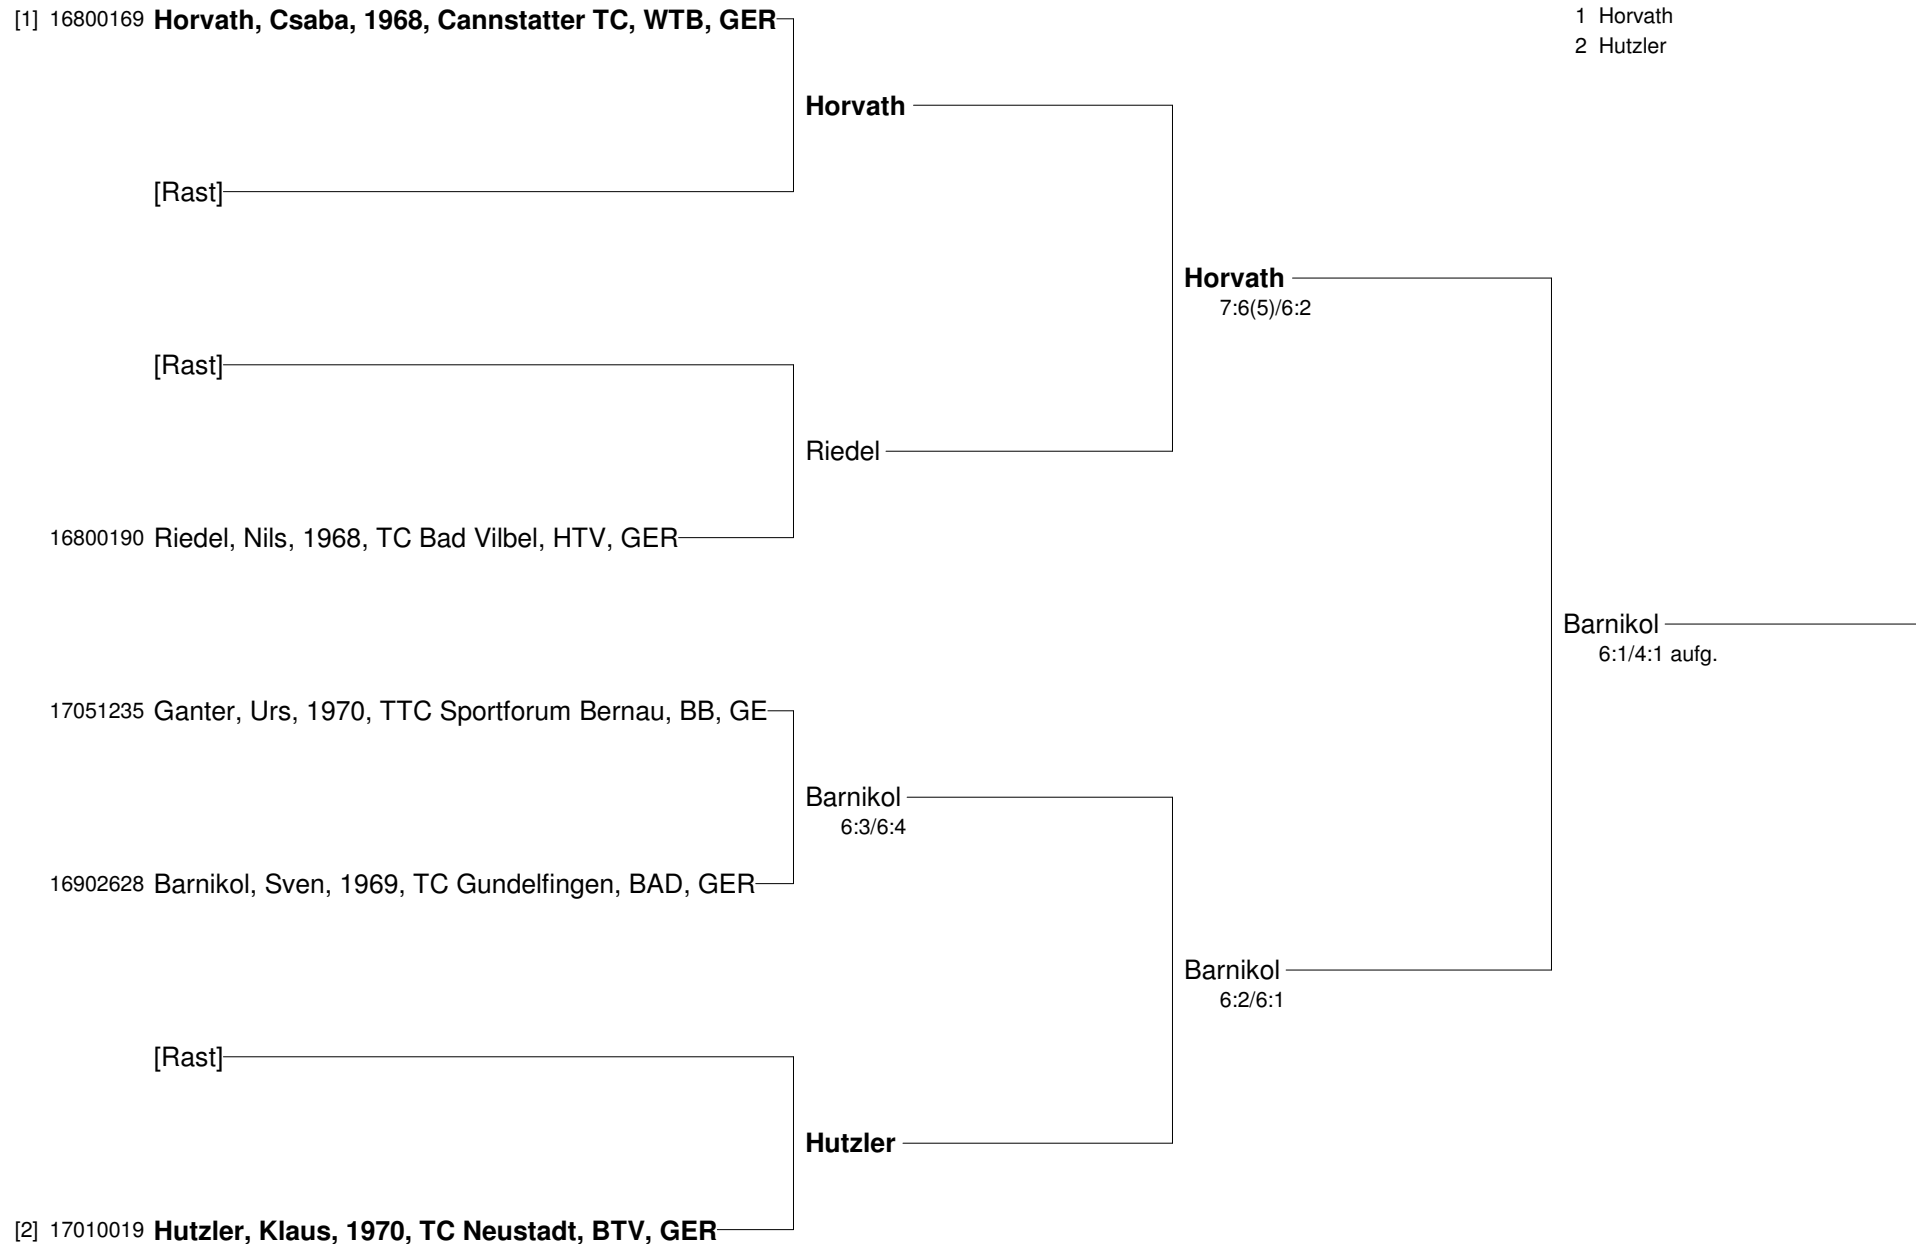 [1] 16800169 Horvath, Csaba, 1968, Cannstatter TC, WTB, GER
1 Horvath
2 Hutzler
Horvath
[Rast]
Horvath
7:6(5)/6:2
[Rast]
Riedel
16800190 Riedel, Nils, 1968, TC Bad Vilbel, HTV, GER
Barnikol
6:1/4:1 aufg.
17051235 Ganter, Urs, 1970, TTC Sportforum Bernau, BB, GE
Barnikol
6:3/6:4
16902628 Barnikol, Sven, 1969, TC Gundelfingen, BAD, GER
Barnikol
6:2/6:1
[Rast]
Hutzler
[2] 17010019 Hutzler, Klaus, 1970, TC Neustadt, BTV, GER